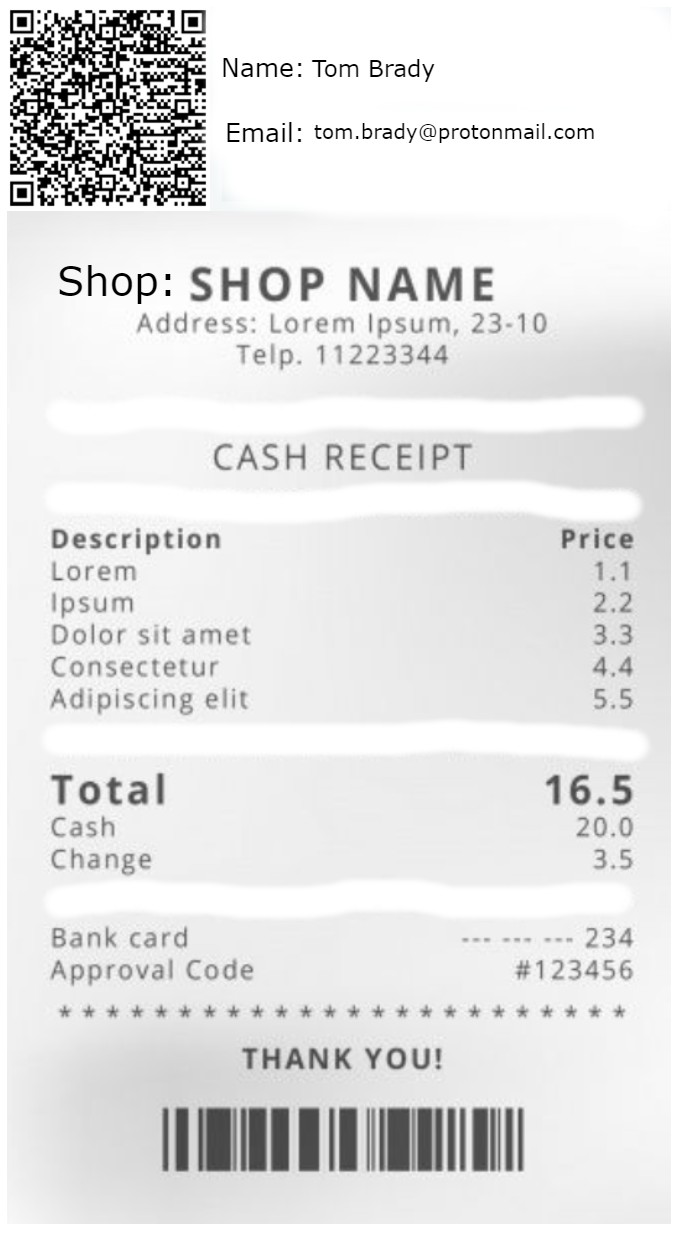 Name: Tom Brady
Email: tom.brady@protonmail.com
Shop: SHOP NAME
Address: Lorem Ipsum, 23-10
Telp. 11223344
CASH RECEIPT
Description Price
Lorem 1.1
Ipsum 2.2
Dolor sit amet 3.3
Consectetur 4.4
Adipiscing elit 5.5
Total 16.5
Cash 20.0
Change 3.5
Bank card --- --- --- 234
Approval Code #123456
* * * * * * * * * * * * * * * * * * * * * * * *
THANK YOU!